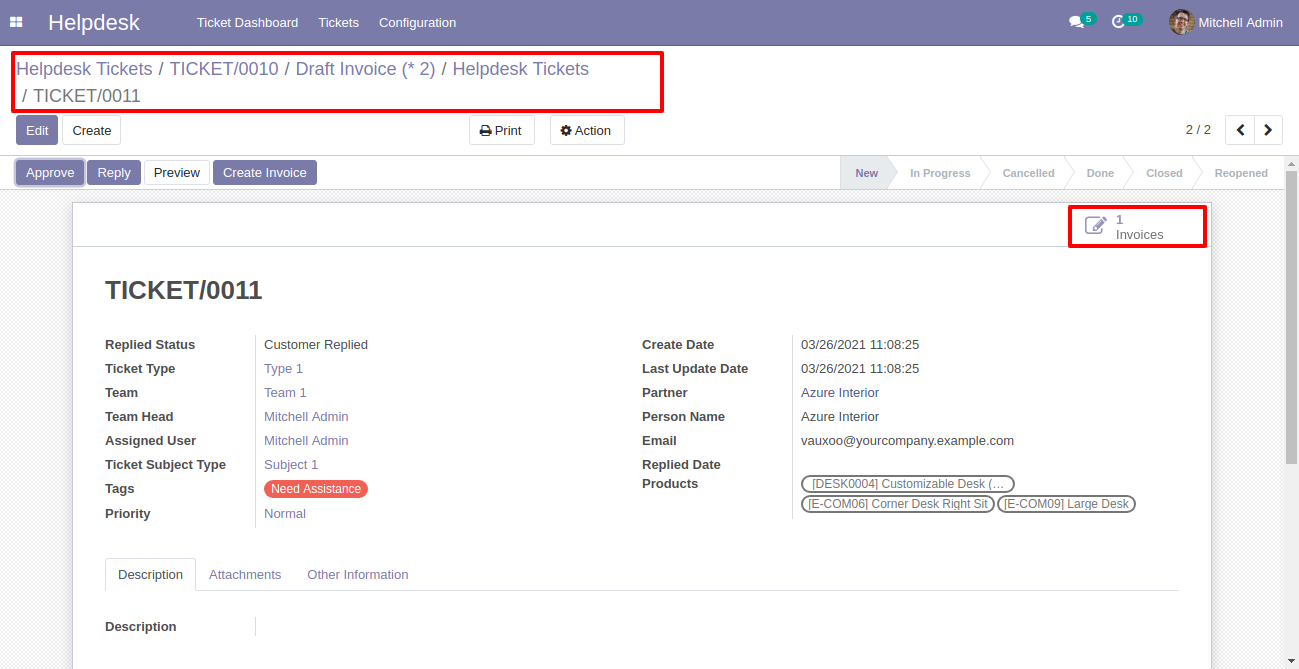 Helpdesk Ticket Dashboard Tickets Configuration 5 10 Mitchell Admin
Helpdesk Tickets / TICKET/0010 / Draft Invoice (* 2) / Helpdesk Tickets
/ TICKET/0011
Edit Create Print Action 2 / 2
Approve Reply Preview Create Invoice New In Progress Cancelled Done Closed Reopened
1
Invoices
TICKET/0011
Replied Status Customer Replied Create Date 03/26/2021 11:08:25
Ticket Type Type 1 Last Update Date 03/26/2021 11:08:25
Team Team 1 Partner Azure Interior
Team Head Mitchell Admin Person Name Azure Interior
Assigned User Mitchell Admin Email vauxoo@yourcompany.example.com
Ticket Subject Type Subject 1 Replied Date
Tags Need Assistance Products [DESK0004] Customizable Desk (…
[E-COM06] Corner Desk Right Sit [E-COM09] Large Desk
Priority Normal
Description Attachments Other Information
Description